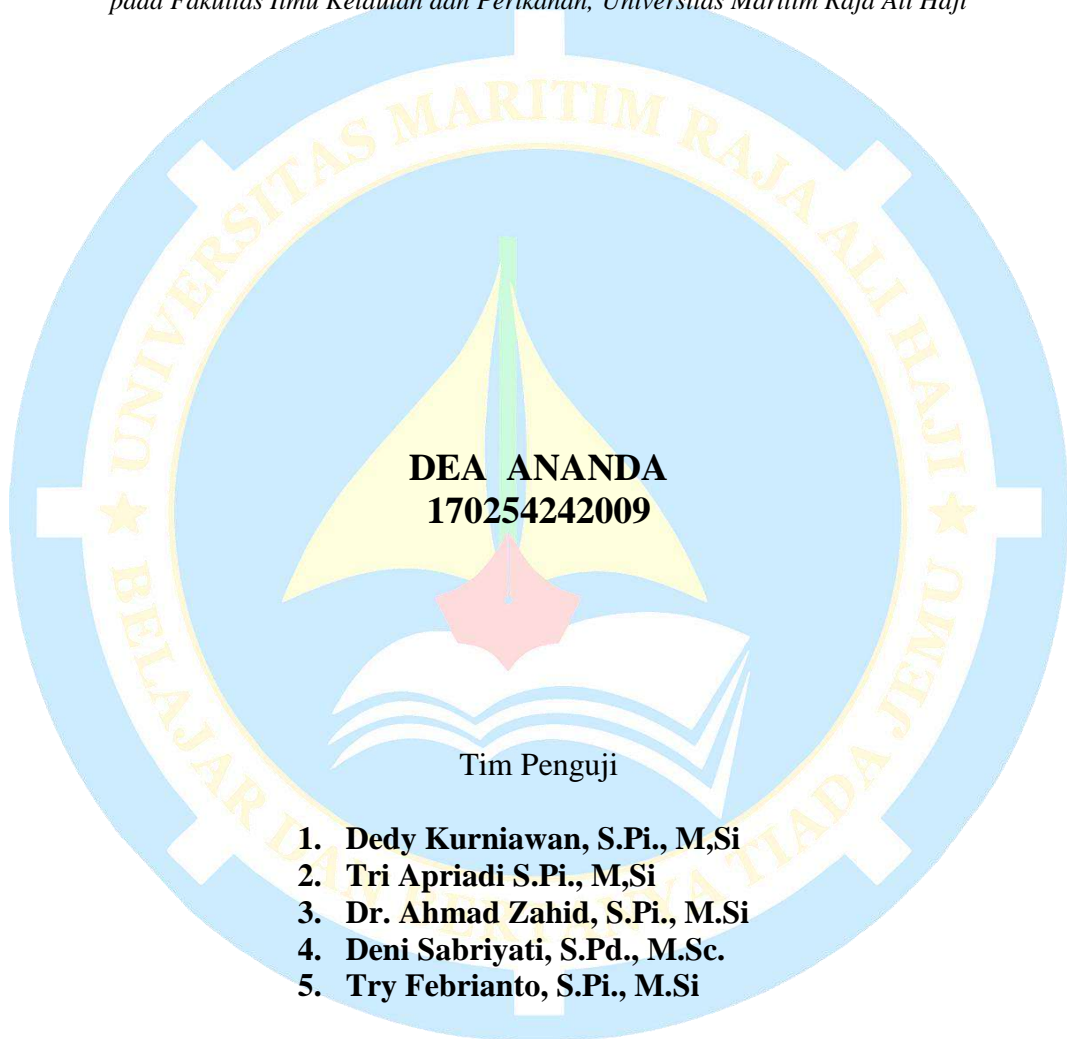 pada Fakultas Ilmu Kelautan dan Perikanan, Universitas Maritim Raja Ali Haji
UNIVERSITAS MARITIM RAJA ALI HAJI
DEA ANANDA
170254242009
Tim Penguji
1. Dedy Kurniawan, S.Pi., M,Si
2. Tri Apriadi S.Pi., M,Si
3. Dr. Ahmad Zahid, S.Pi., M.Si
4. Deni Sabriyati, S.Pd., M.Sc.
5. Try Febrianto, S.Pi., M.Si
BELAJAR DAN BERTANYA TIADA JEMU